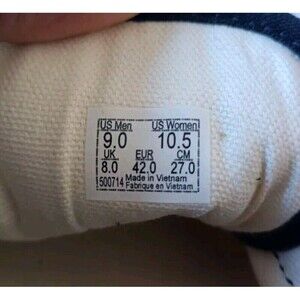 US Men US Women
9.0 10.5
UK EUR CM
8.0 42.0 27.0
500714 Made in Vietnam
Fabrique en Vietnam